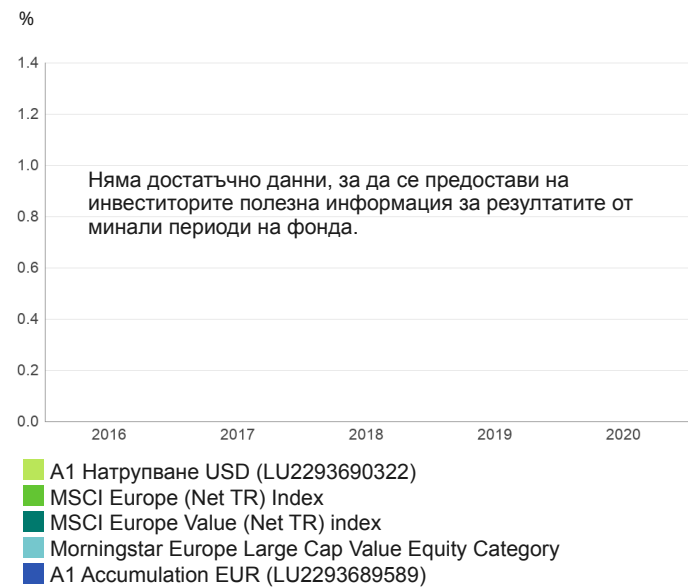 %
1.4
1.2
1.0
Няма достатъчно данни, за да се предостави на
инвеститорите полезна информация за резултатите от
минали периоди на фонда.
0.8
0.6
0.4
0.2
0.0
2016 2017 2018 2019 2020
A1 Натрупване USD (LU2293690322)
MSCI Europe (Net TR) Index
MSCI Europe Value (Net TR) index
Morningstar Europe Large Cap Value Equity Category
A1 Accumulation EUR (LU2293689589)